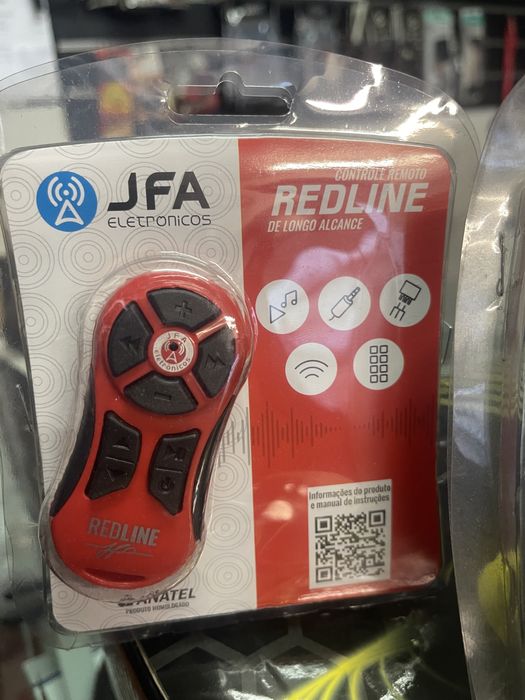 JFA
ELETRÔNICOS
CONTROLE REMOTO
REDLINE
DE LONGO ALCANCE
JFA
eletrônicos
REDLINE
Informações do produto
e manual de instruções
ANATEL
PRODUTO HOMOLOGADO